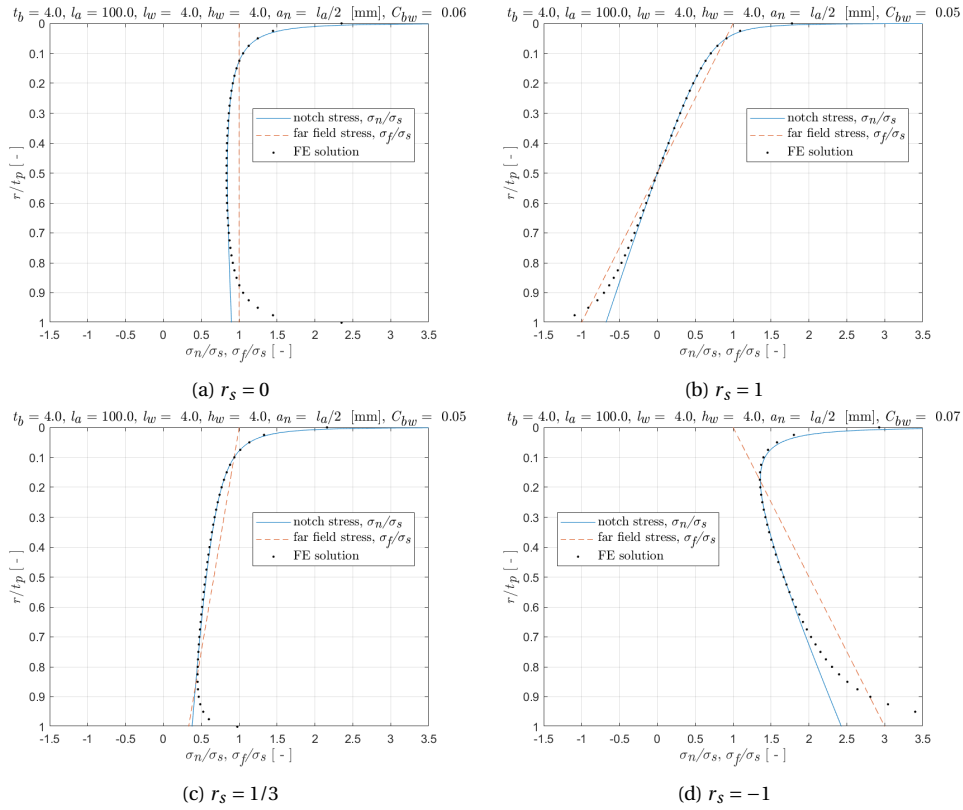 t_b = 4.0, l_a = 100.0, l_w = 4.0, h_w = 4.0, a_n = l_a/2 [mm], C_bw = 0.06
0
0.1
0.2
0.3
0.4
0.5
0.6
0.7
0.8
0.9
1
r/t_p [ - ]
notch stress, σ_n/σ_s
far field stress, σ_f/σ_s
FE solution
-1.5 -1 -0.5 0 0.5 1 1.5 2 2.5 3 3.5
σ_n/σ_s, σ_f/σ_s [ - ]
(a) r_s = 0
t_b = 4.0, l_a = 100.0, l_w = 4.0, h_w = 4.0, a_n = l_a/2 [mm], C_bw = 0.05
0
0.1
0.2
0.3
0.4
0.5
0.6
0.7
0.8
0.9
1
r/t_p [ - ]
notch stress, σ_n/σ_s
far field stress, σ_f/σ_s
FE solution
-1.5 -1 -0.5 0 0.5 1 1.5 2 2.5 3 3.5
σ_n/σ_s, σ_f/σ_s [ - ]
(b) r_s = 1
t_b = 4.0, l_a = 100.0, l_w = 4.0, h_w = 4.0, a_n = l_a/2 [mm], C_bw = 0.05
0
0.1
0.2
0.3
0.4
0.5
0.6
0.7
0.8
0.9
1
r/t_p [ - ]
notch stress, σ_n/σ_s
far field stress, σ_f/σ_s
FE solution
-1.5 -1 -0.5 0 0.5 1 1.5 2 2.5 3 3.5
σ_n/σ_s, σ_f/σ_s [ - ]
(c) r_s = 1/3
t_b = 4.0, l_a = 100.0, l_w = 4.0, h_w = 4.0, a_n = l_a/2 [mm], C_bw = 0.07
0
0.1
0.2
0.3
0.4
0.5
0.6
0.7
0.8
0.9
1
r/t_p [ - ]
notch stress, σ_n/σ_s
far field stress, σ_f/σ_s
FE solution
-1.5 -1 -0.5 0 0.5 1 1.5 2 2.5 3 3.5
σ_n/σ_s, σ_f/σ_s [ - ]
(d) r_s = −1